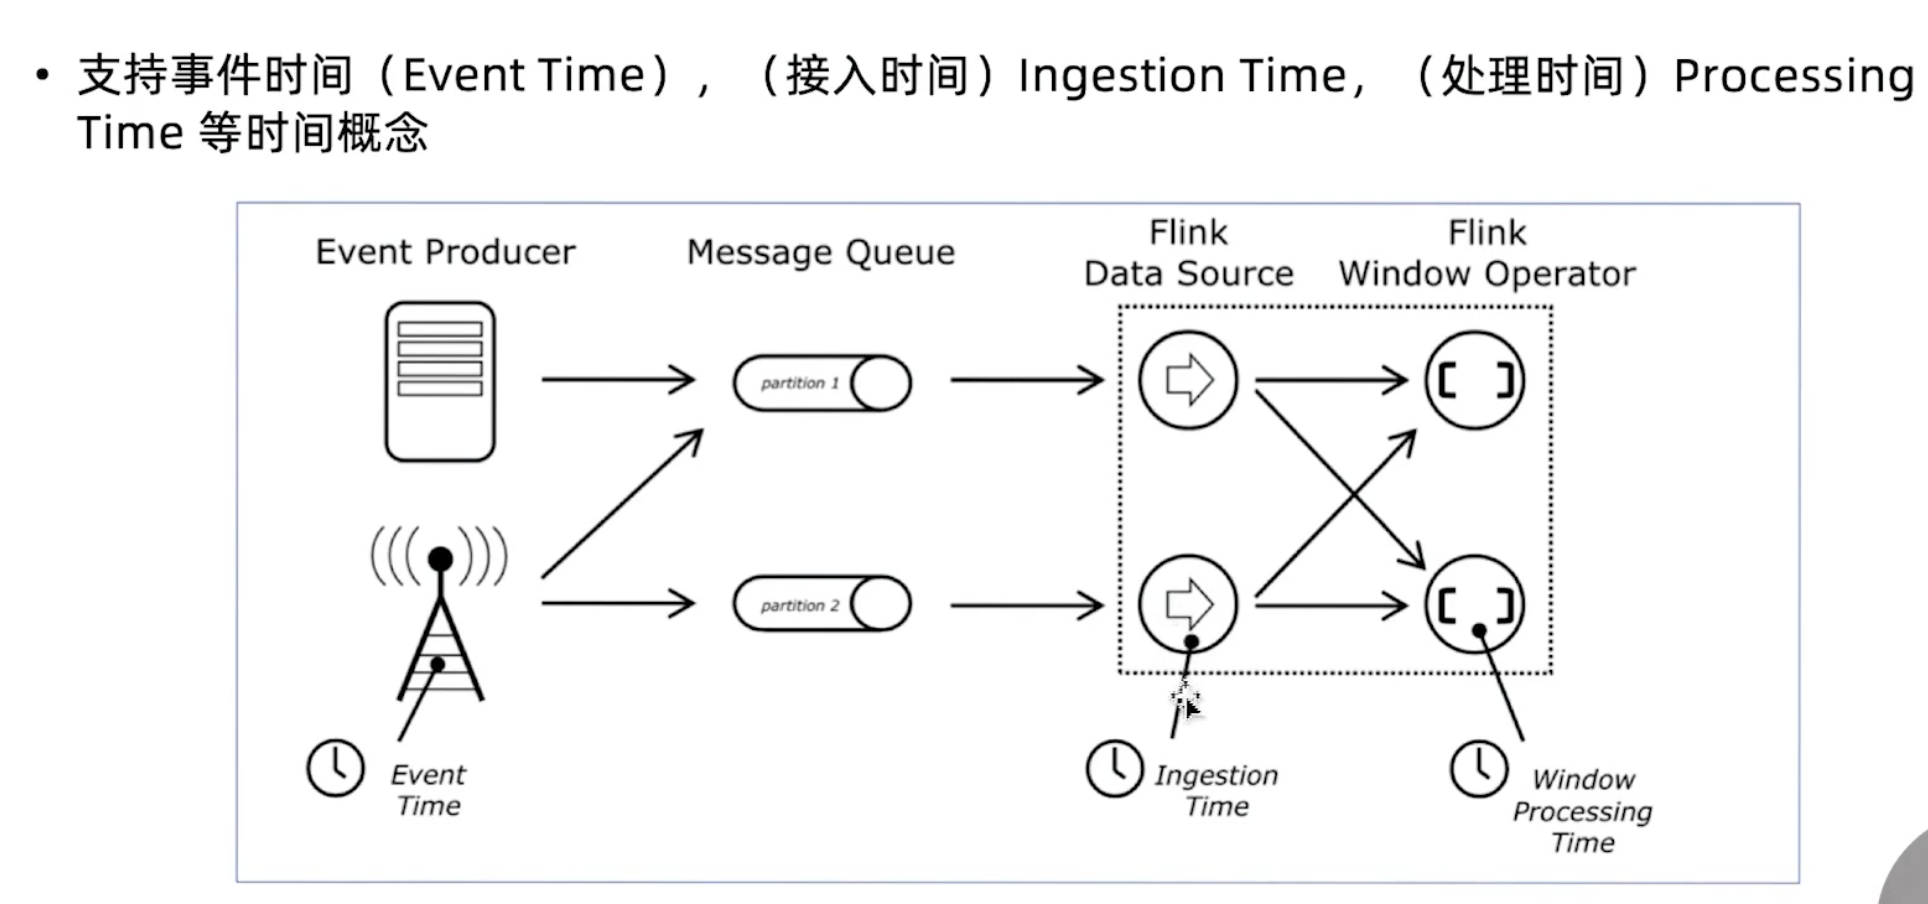 • 支持事件时间（Event Time），（接入时间）Ingestion Time，（处理时间）Processing
Time 等时间概念
Event Producer
Message Queue
Flink
Data Source
Flink
Window Operator
partition 1
partition 2
Event
Time
Ingestion
Time
Window
Processing
Time